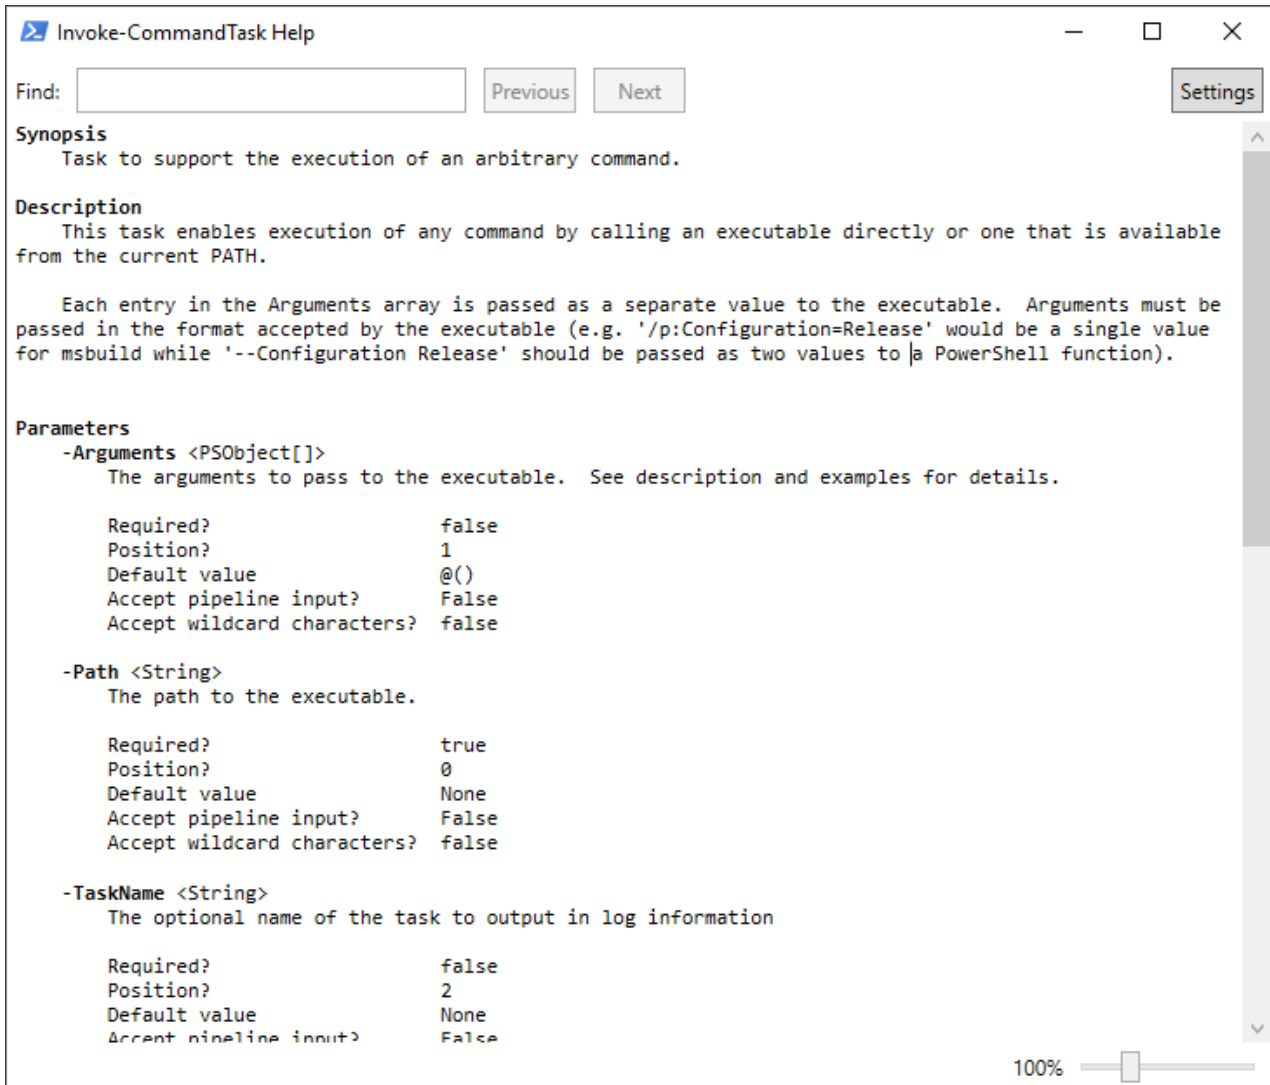 Invoke-CommandTask Help
Find: Previous Next Settings
Synopsis
Task to support the execution of an arbitrary command.
Description
This task enables execution of any command by calling an executable directly or one that is available
from the current PATH.
Each entry in the Arguments array is passed as a separate value to the executable.  Arguments must be
passed in the format accepted by the executable (e.g. '/p:Configuration=Release' would be a single value
for msbuild while '--Configuration Release' should be passed as two values to a PowerShell function).
Parameters
-Arguments <PSObject[]>
The arguments to pass to the executable.  See description and examples for details.
Required? false
Position? 1
Default value @()
Accept pipeline input? False
Accept wildcard characters? false
-Path <String>
The path to the executable.
Required? true
Position? 0
Default value None
Accept pipeline input? False
Accept wildcard characters? false
-TaskName <String>
The optional name of the task to output in log information
Required? false
Position? 2
Default value None
Accept pipeline input? False
100%